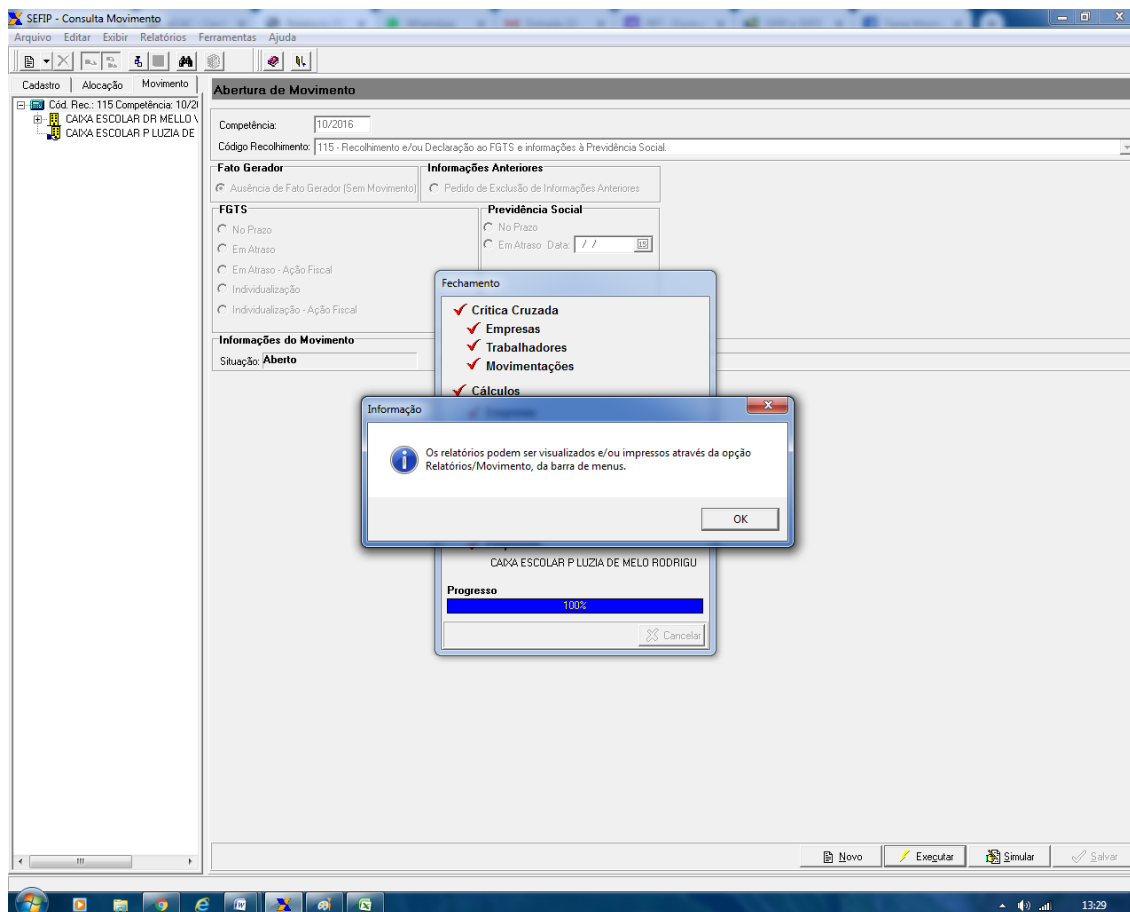 SEFIP - Consulta Movimento
Arquivo Editar Exibir Relatórios Ferramentas Ajuda
Cadastro Alocação Movimento
Cód. Rec.: 115 Competência: 10/20
CAIXA ESCOLAR DR MELLO V
CAIXA ESCOLAR P LUZIA DE
Abertura de Movimento
Competência: 10/2016
Código Recolhimento: 115 - Recolhimento e/ou Declaração ao FGTS e informações à Previdência Social.
Fato Gerador
Ausência de Fato Gerador (Sem Movimento)
Informações Anteriores
Pedido de Exclusão de Informações Anteriores
FGTS
No Prazo
Em Atraso
Em Atraso - Ação Fiscal
Individualização
Individualização - Ação Fiscal
Previdência Social
No Prazo
Em Atraso Data: / / 15
Informações do Movimento
Situação: Aberto
Fechamento
Crítica Cruzada
Empresas
Trabalhadores
Movimentações
Cálculos
Informação
Os relatórios podem ser visualizados e/ou impressos através da opção
Relatórios/Movimento, da barra de menus.
OK
CAIXA ESCOLAR P LUZIA DE MELO RODRIGU
Progresso
100%
Cancelar
Novo Executar Simular Salvar
13:29